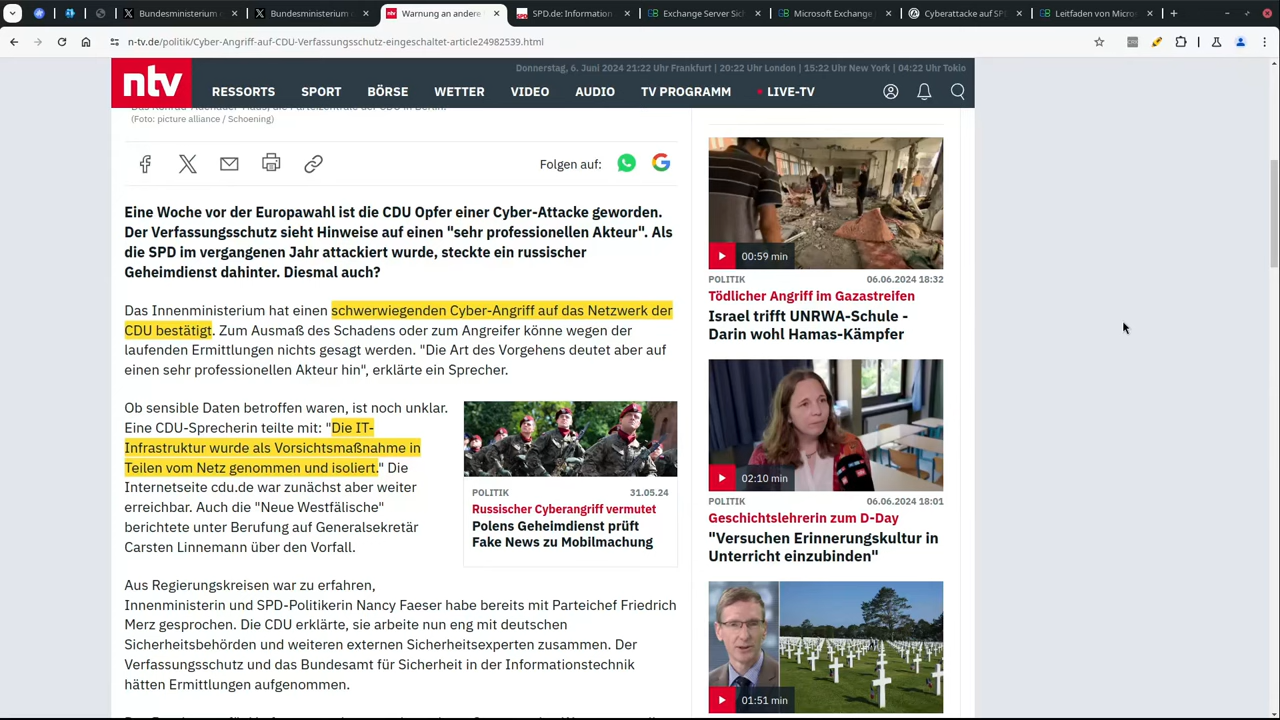 Bundesministerium
Bundesministerium
ntv
Warnung an andere
SPD.de: Information
Exchange Server Sic
Microsoft Exchange
Cyberattacke auf SP
Leitfaden von Micro
n-tv.de/politik/Cyber-Angriff-auf-CDU-Verfassungsschutz-eingeschaltet-article24982539.html
Donnerstag, 6. Juni 2024 21:22 Uhr Frankfurt | 20:22 Uhr London | 15:22 Uhr New York | 04:22 Uhr Tokio
ntv
RESSORTS SPORT BÖRSE WETTER VIDEO AUDIO TV PROGRAMM LIVE-TV
(Foto: picture alliance / Schoening)
Folgen auf:
Eine Woche vor der Europawahl ist die CDU Opfer einer Cyber-Attacke geworden.
Der Verfassungsschutz sieht Hinweise auf einen "sehr professionellen Akteur". Als
die SPD im vergangenen Jahr attackiert wurde, steckte ein russischer
Geheimdienst dahinter. Diesmal auch?
Das Innenministerium hat einen schwerwiegenden Cyber-Angriff auf das Netzwerk der
CDU bestätigt. Zum Ausmaß des Schadens oder zum Angreifer könne wegen der
laufenden Ermittlungen nichts gesagt werden. "Die Art des Vorgehens deutet aber auf
einen sehr professionellen Akteur hin", erklärte ein Sprecher.
Ob sensible Daten betroffen waren, ist noch unklar.
Eine CDU-Sprecherin teilte mit: "Die IT-
Infrastruktur wurde als Vorsichtsmaßnahme in
Teilen vom Netz genommen und isoliert." Die
Internetseite cdu.de war zunächst aber weiter
erreichbar. Auch die "Neue Westfälische"
berichtete unter Berufung auf Generalsekretär
Carsten Linnemann über den Vorfall.
POLITIK 31.05.24
Russischer Cyberangriff vermutet
Polens Geheimdienst prüft
Fake News zu Mobilmachung
Aus Regierungskreisen war zu erfahren,
Innenministerin und SPD-Politikerin Nancy Faeser habe bereits mit Parteichef Friedrich
Merz gesprochen. Die CDU erklärte, sie arbeite nun eng mit deutschen
Sicherheitsbehörden und weiteren externen Sicherheitsexperten zusammen. Der
Verfassungsschutz und das Bundesamt für Sicherheit in der Informationstechnik
hätten Ermittlungen aufgenommen.
00:59 min
POLITIK 06.06.2024 18:32
Tödlicher Angriff im Gazastreifen
Israel trifft UNRWA-Schule -
Darin wohl Hamas-Kämpfer
02:10 min
POLITIK 06.06.2024 18:01
Geschichtslehrerin zum D-Day
"Versuchen Erinnerungskultur in
Unterricht einzubinden"
01:51 min